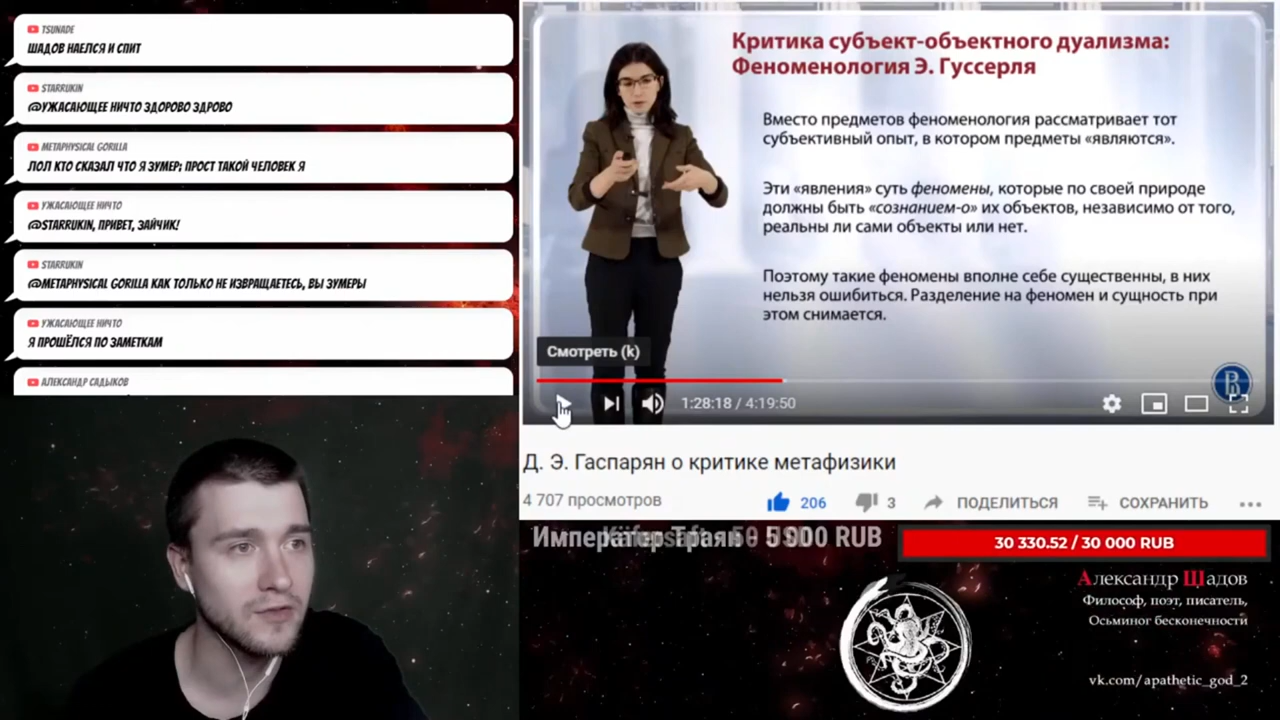 TSUNADE
ШАДОВ НАЕЛСЯ И СПИТ
STARRUKIN
@УЖАСАЮЩЕЕ НИЧТО ЗДОРОВО ЗДРОВО
METAPHYSICAL GORILLA
ЛОЛ КТО СКАЗАЛ ЧТО Я ЗУМЕР; ПРОСТ ТАКОЙ ЧЕЛОВЕК Я
УЖАСАЮЩЕЕ НИЧТО
@STARRUKIN, ПРИВЕТ, ЗАЙЧИК!
STARRUKIN
@METAPHYSICAL GORILLA КАК ТОЛЬКО НЕ ИЗВРАЩАЕТЕСЬ, ВЫ ЗУМЕРЫ
УЖАСАЮЩЕЕ НИЧТО
Я ПРОШЁЛСЯ ПО ЗАМЕТКАМ
АЛЕКСАНДР САДЫКОВ
Критика субъект-объектного дуализма:
Феноменология Э. Гуссерля
Вместо предметов феноменология рассматривает тот
субъективный опыт, в котором предметы «являются».
Эти «явления» суть феномены, которые по своей природе
должны быть «сознанием-о» их объектов, независимо от того,
реальны ли сами объекты или нет.
Поэтому такие феномены вполне себе существенны, в них
нельзя ошибиться. Разделение на феномен и сущность при
этом снимается.
Смотреть (k)
1:28:18 / 4:19:50
Д. Э. Гаспарян о критике метафизики
4 707 просмотров
206
3
ПОДЕЛИТЬСЯ
СОХРАНИТЬ
Император Траян - 5 000 RUB
30 330.52 / 30 000 RUB
Александр Шадов
Философ, поэт, писатель,
Осьминог бесконечности
vk.com/apathetic_god_2